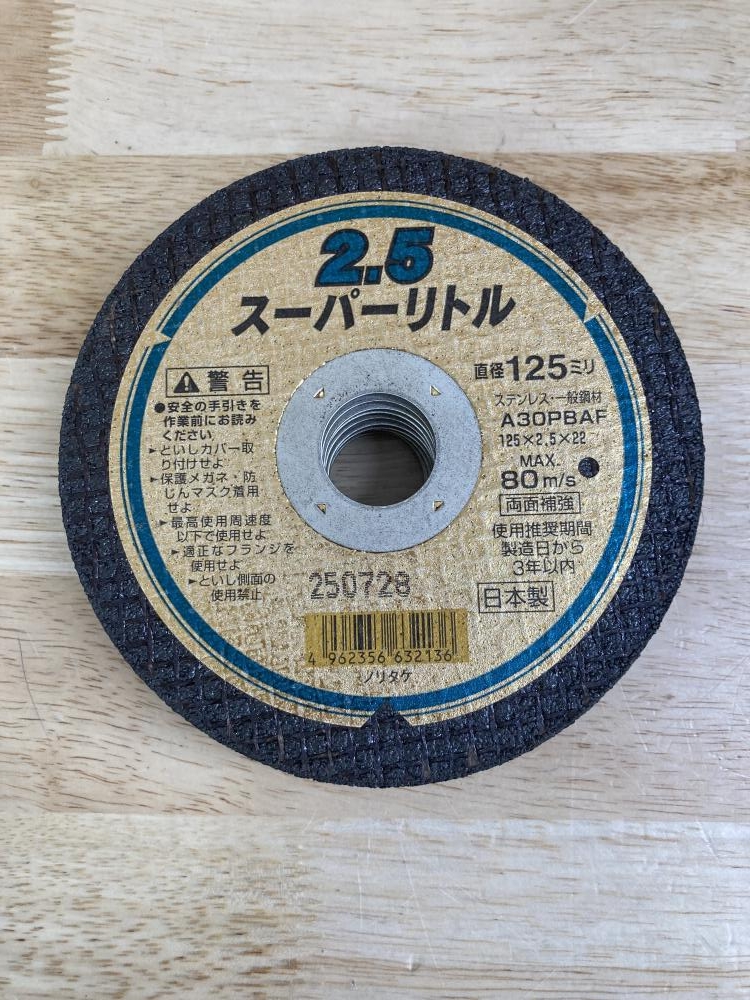 2.5
スーパーリトル
警告
●安全の手引きを
作業前にお読み
ください
►といしカバー取
り付けせよ
►保護メガネ・防
じんマスク着用
せよ
►最高使用周速度
以下で使用せよ
►適正なフランジを
使用せよ
►といし側面の
使用禁止
直径125ミリ
ステンレス・一般鋼材
A30PBAF
125×2.5×22
MAX.
80m/s
両面補強
使用推奨期間
製造日から
3年以内
日本製
250728
4 962356 632136
ノリタケ